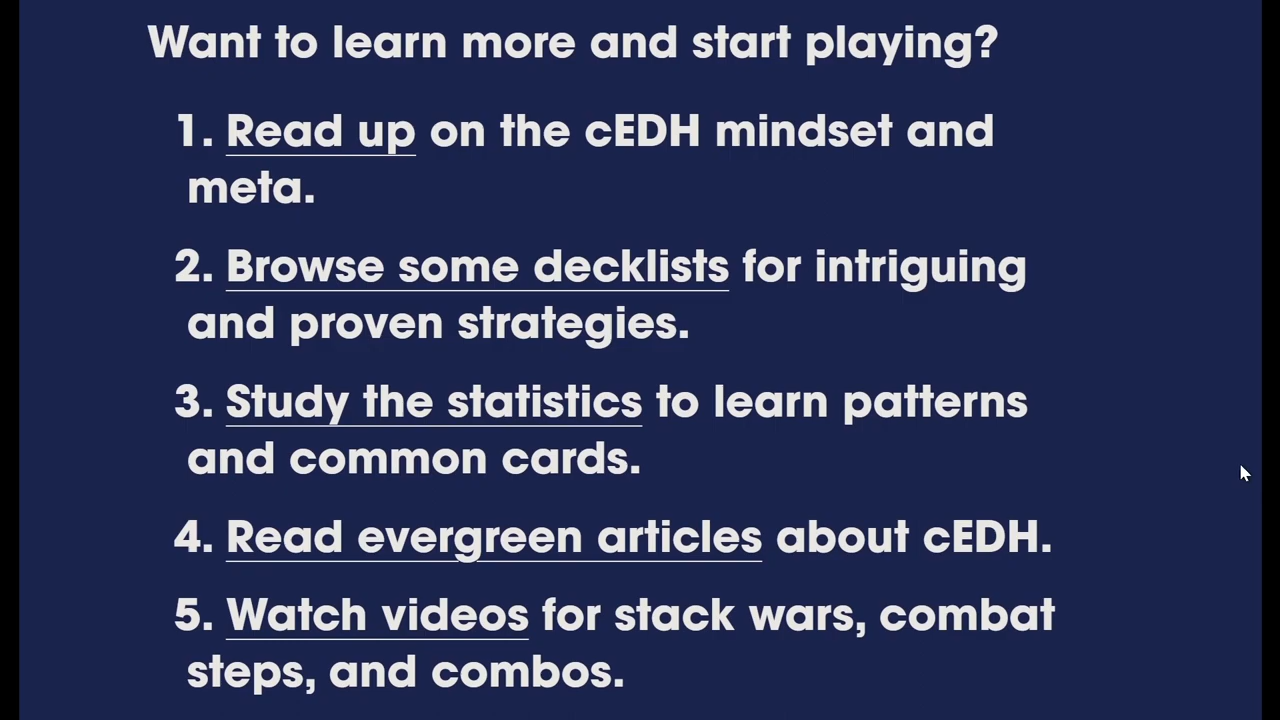 Want to learn more and start playing?
1. Read up on the cEDH mindset and
meta.
2. Browse some decklists for intriguing
and proven strategies.
3. Study the statistics to learn patterns
and common cards.
4. Read evergreen articles about cEDH.
5. Watch videos for stack wars, combat
steps, and combos.